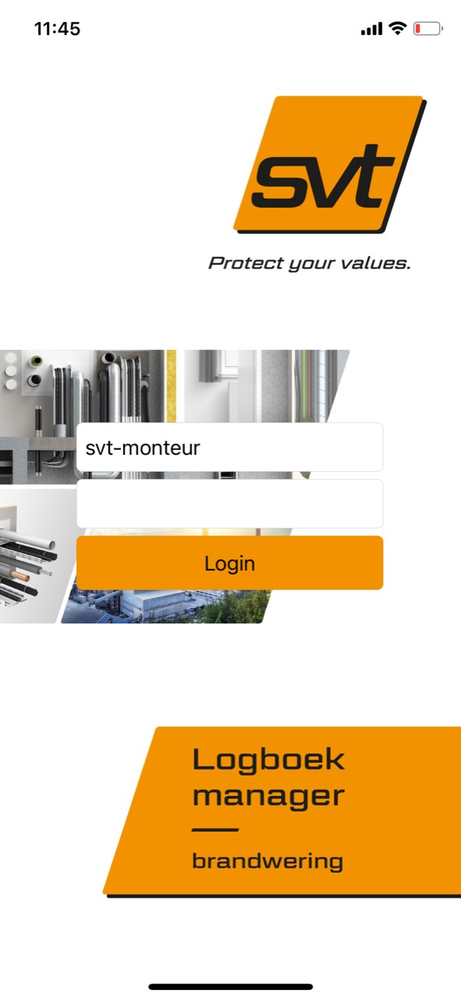 11:45
svt
Protect your values.
svt-monteur
Login
Logboek
manager
brandwering